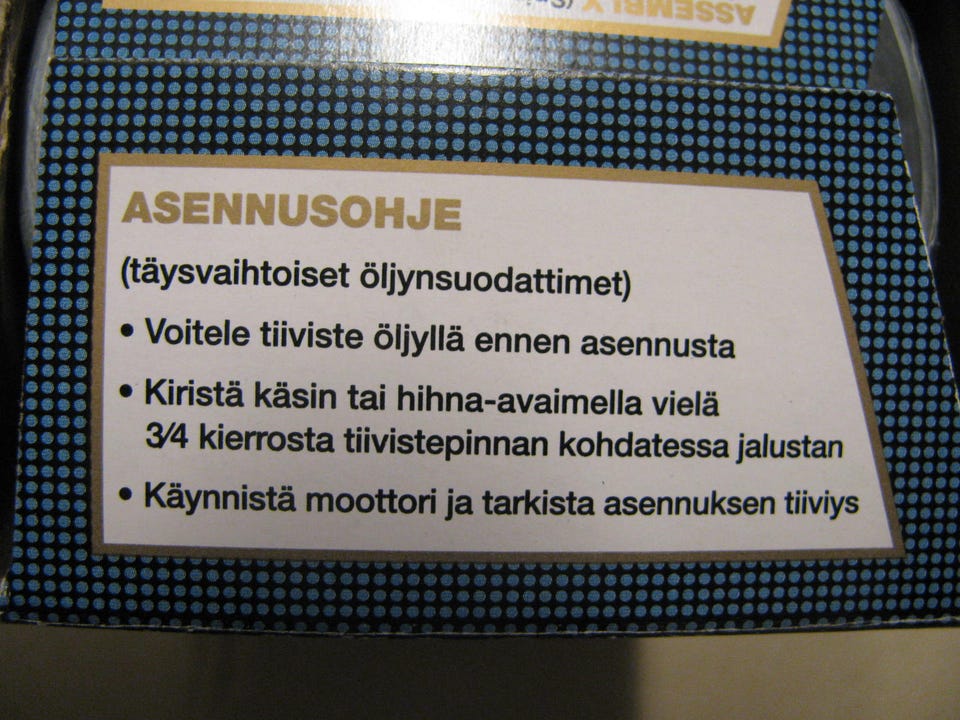 ASSEMBLY
ASENNUSOHJE
(täysvaihtoiset öljynsuodattimet)
• Voitele tiiviste öljyllä ennen asennusta
• Kiristä käsin tai hihna-avaimella vielä
3/4 kierrosta tiivistepinnan kohdatessa jalustan
• Käynnistä moottori ja tarkista asennuksen tiiviys